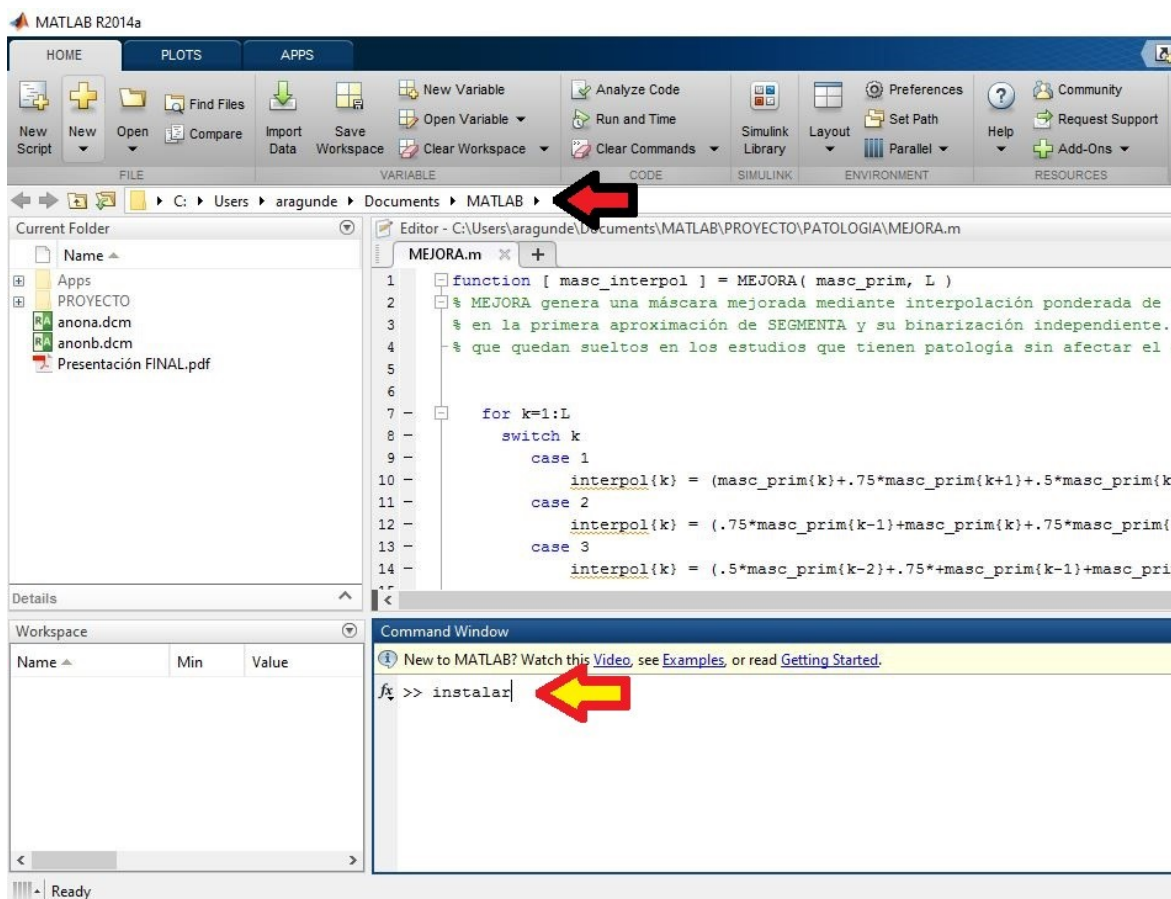 MATLAB R2014a
HOME PLOTS APPS
New Script
New
Open
Find Files
Compare
FILE
Import Data
Save Workspace
New Variable
Open Variable
Clear Workspace
VARIABLE
Analyze Code
Run and Time
Clear Commands
CODE
Simulink Library
SIMULINK
Layout
Preferences
Set Path
Parallel
ENVIRONMENT
Help
Community
Request Support
Add-Ons
RESOURCES
C: Users aragunde Documents MATLAB
Current Folder
Name
Apps
PROYECTO
anona.dcm
anonb.dcm
Presentación FINAL.pdf
Details
Workspace
Name Min Value
Editor - C:\Users\aragunde\Documents\MATLAB\PROYECTO\PATOLOGIA\MEJORA.m
MEJORA.m +
1 function [ masc_interpol ] = MEJORA( masc_prim, L )
2 % MEJORA genera una máscara mejorada mediante interpolación ponderada de
3 % en la primera aproximación de SEGMENTA y su binarización independiente.
4 % que quedan sueltos en los estudios que tienen patología sin afectar el
5
6
7 for k=1:L
8 switch k
9 case 1
10 interpol{k} = (masc_prim{k}+.75*masc_prim{k+1}+.5*masc_prim{k
11 case 2
12 interpol{k} = (.75*masc_prim{k-1}+masc_prim{k}+.75*masc_prim{
13 case 3
14 interpol{k} = (.5*masc_prim{k-2}+.75*+masc_prim{k-1}+masc_pri
Command Window
New to MATLAB? Watch this Video, see Examples, or read Getting Started.
fx >> instalar
Ready